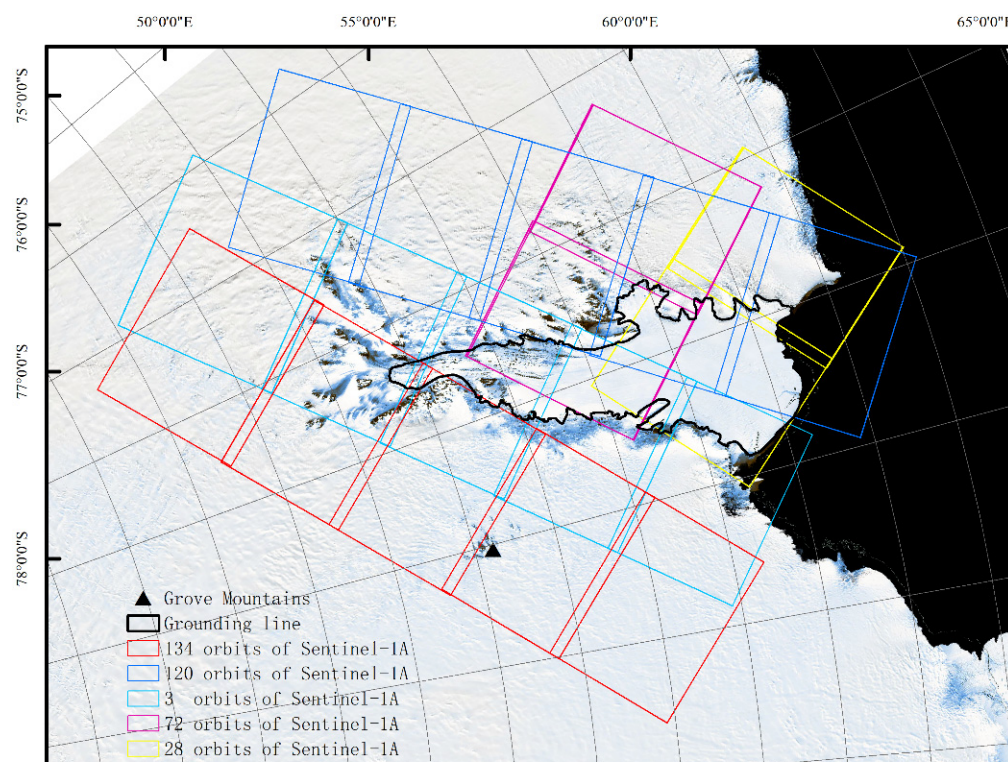 50°0'0"E 55°0'0"E 60°0'0"E 65°0'0"E
75°0'0"S
76°0'0"S
77°0'0"S
78°0'0"S
Grove Mountains
Grounding line
134 orbits of Sentinel-1A
120 orbits of Sentinel-1A
3 orbits of Sentinel-1A
72 orbits of Sentinel-1A
28 orbits of Sentinel-1A